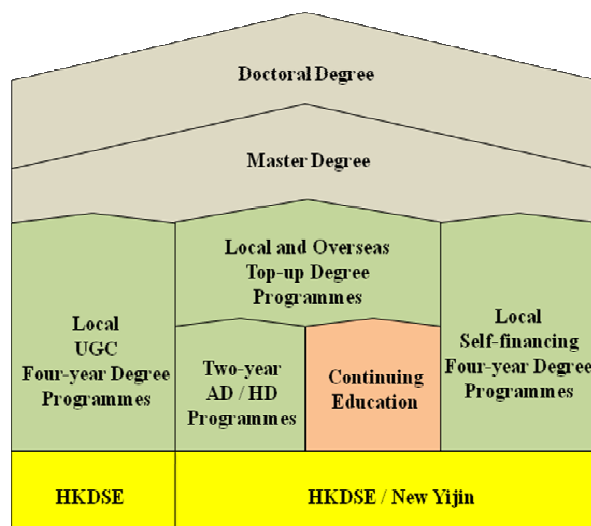 Doctoral Degree
Master Degree
Local and Overseas
Top-up Degree
Programmes
Local
UGC
Four-year Degree
Programmes
Two-year
AD / HD
Programmes
Continuing
Education
Local
Self-financing
Four-year Degree
Programmes
HKDSE
HKDSE / New Yijin